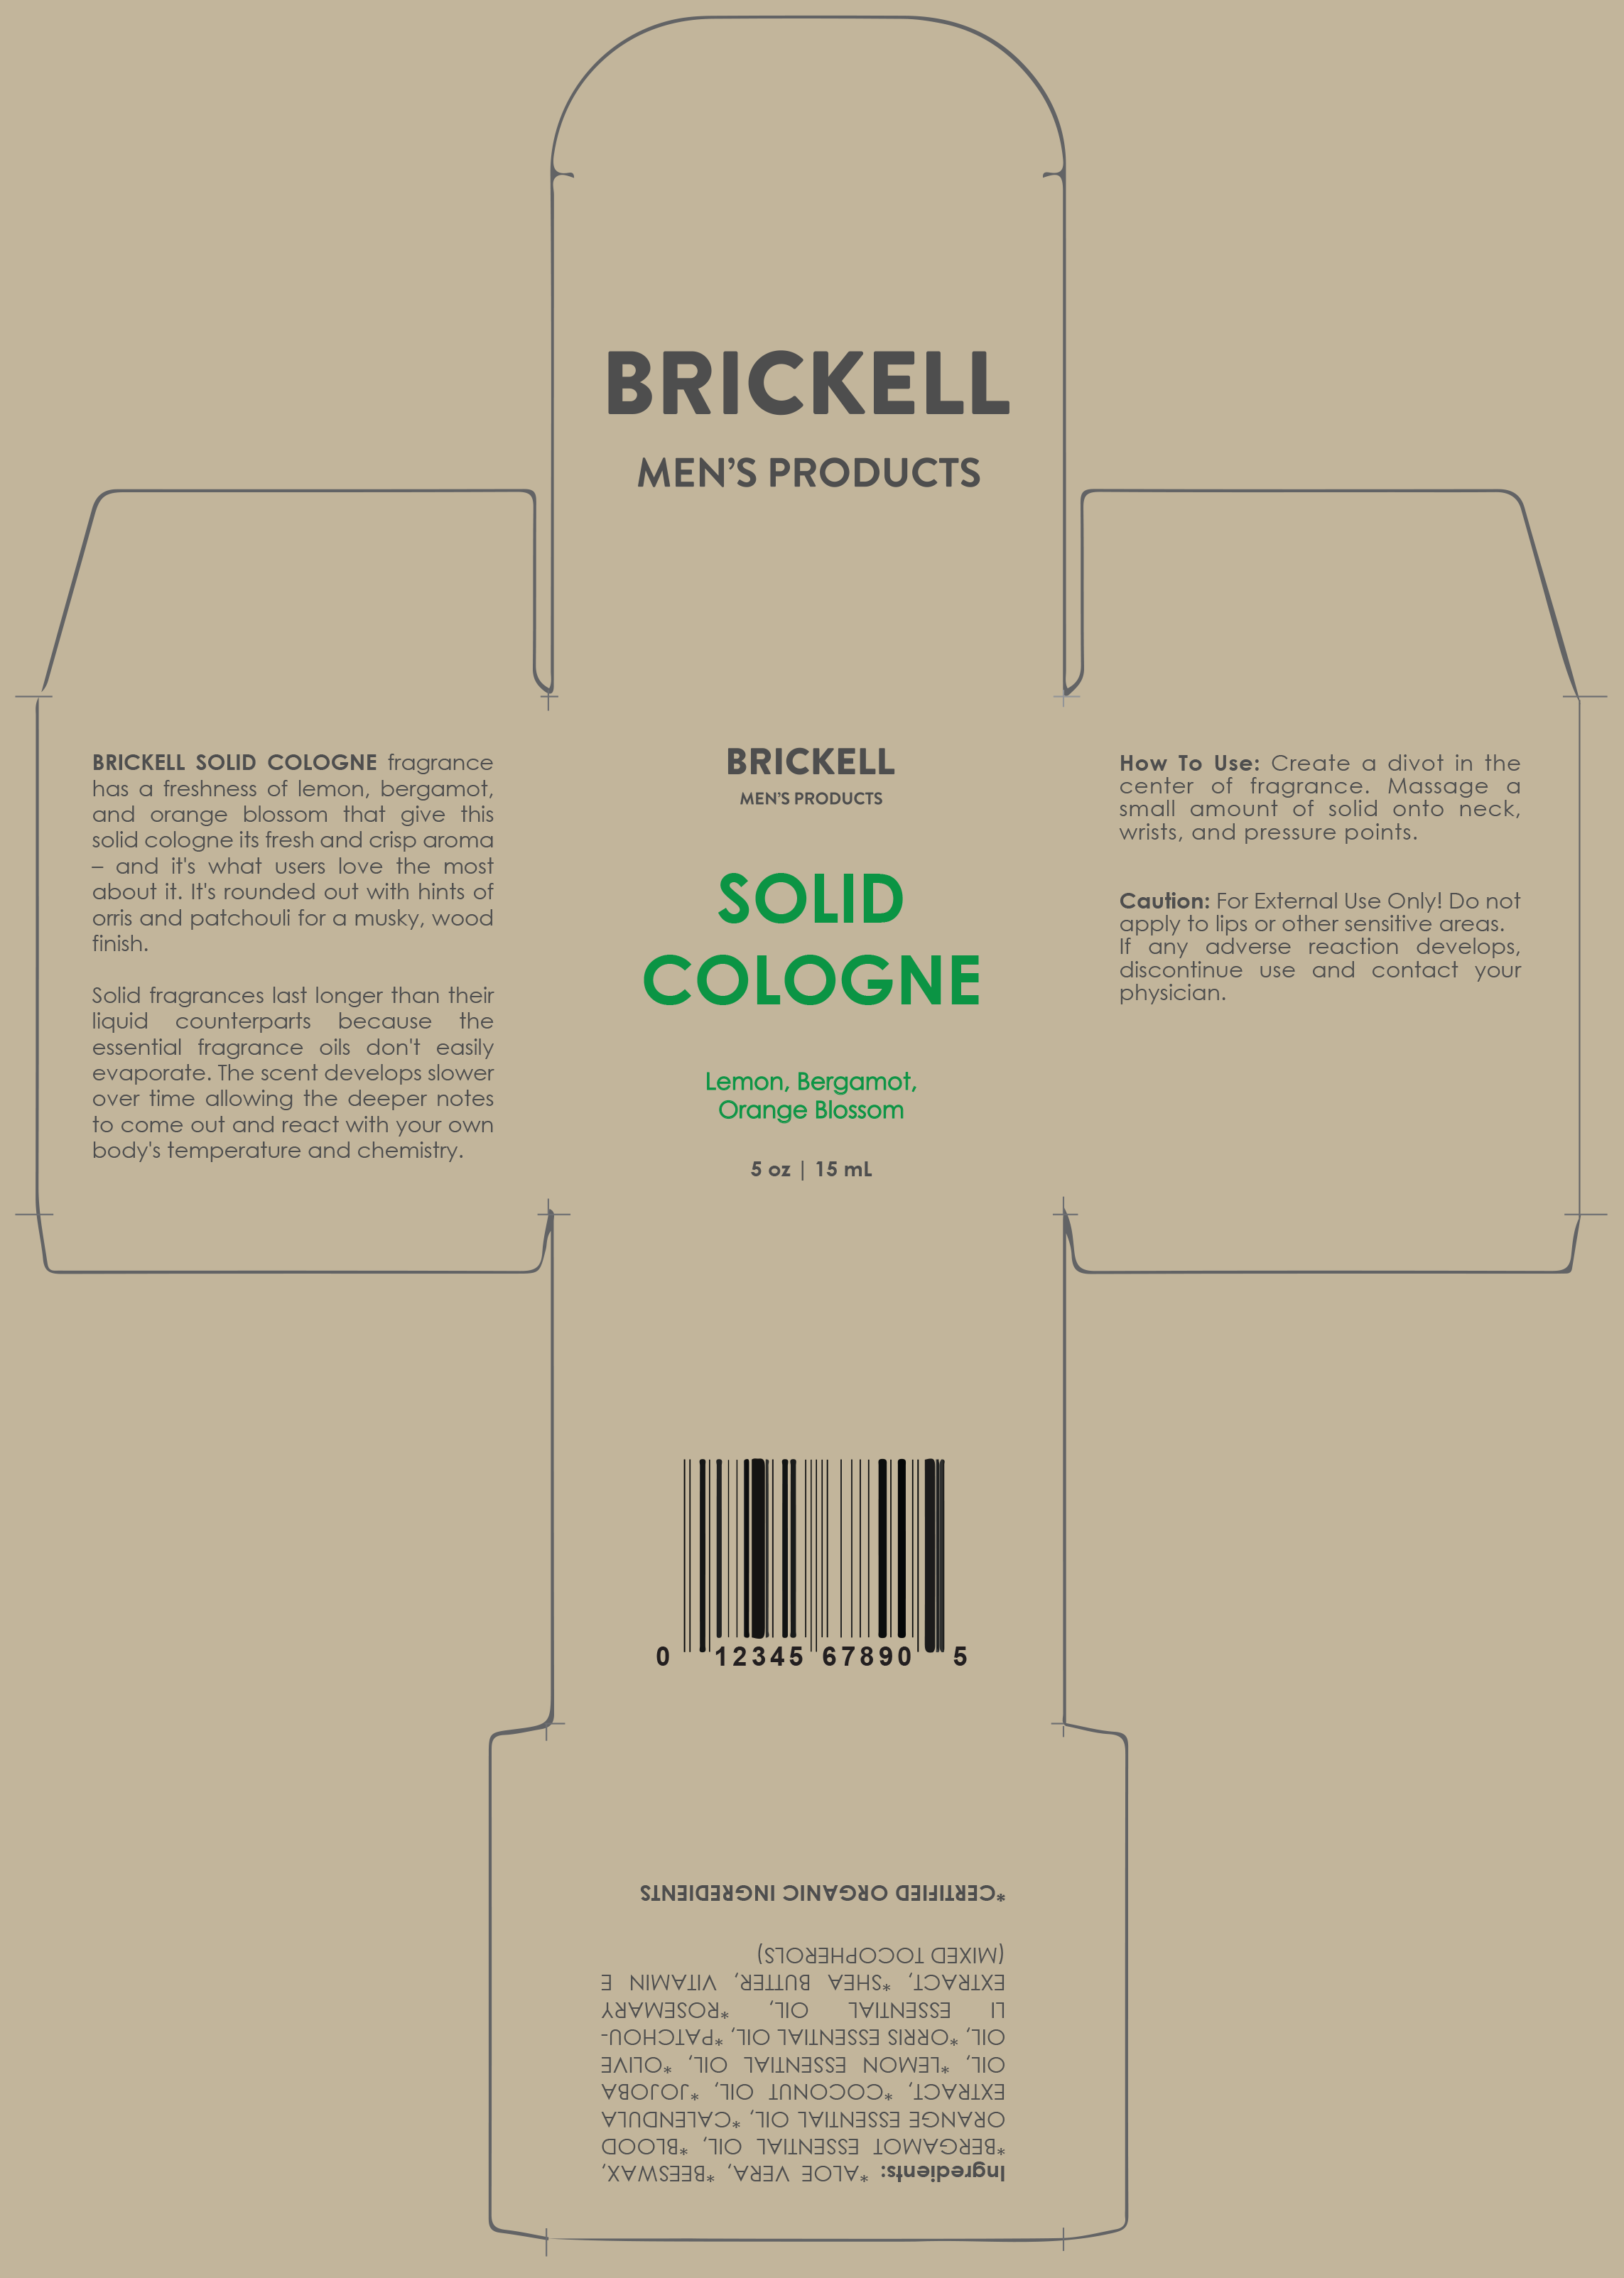 BRICKELL
MEN'S PRODUCTS
BRICKELL SOLID COLOGNE fragrance
has a freshness of lemon, bergamot,
and orange blossom that give this
solid cologne its fresh and crisp aroma
– and it's what users love the most
about it. It's rounded out with hints of
orris and patchouli for a musky, wood
finish.
Solid fragrances last longer than their
liquid counterparts because the
essential fragrance oils don't easily
evaporate. The scent develops slower
over time allowing the deeper notes
to come out and react with your own
body's temperature and chemistry.
BRICKELL
MEN'S PRODUCTS
SOLID
COLOGNE
Lemon, Bergamot,
Orange Blossom
5 oz | 15 mL
How To Use: Create a divot in the
center of fragrance. Massage a
small amount of solid onto neck,
wrists, and pressure points.
Caution: For External Use Only! Do not
apply to lips or other sensitive areas.
If any adverse reaction develops,
discontinue use and contact your
physician.
0 12345 67890 5
Ingredients: *ALOE VERA, *BEESWAX,
*BERGAMOT ESSENTIAL OIL, *BLOOD
ORANGE ESSENTIAL OIL, *CALENDULA
EXTRACT, *COCONUT OIL, *JOJOBA
OIL, *LEMON ESSENTIAL OIL, *OLIVE
OIL, *ORRIS ESSENTIAL OIL, *PATCHOU-
LI ESSENTIAL OIL, *ROSEMARY
EXTRACT, *SHEA BUTTER, VITAMIN E
(MIXED TOCOPHEROLS)
*CERTIFIED ORGANIC INGREDIENTS